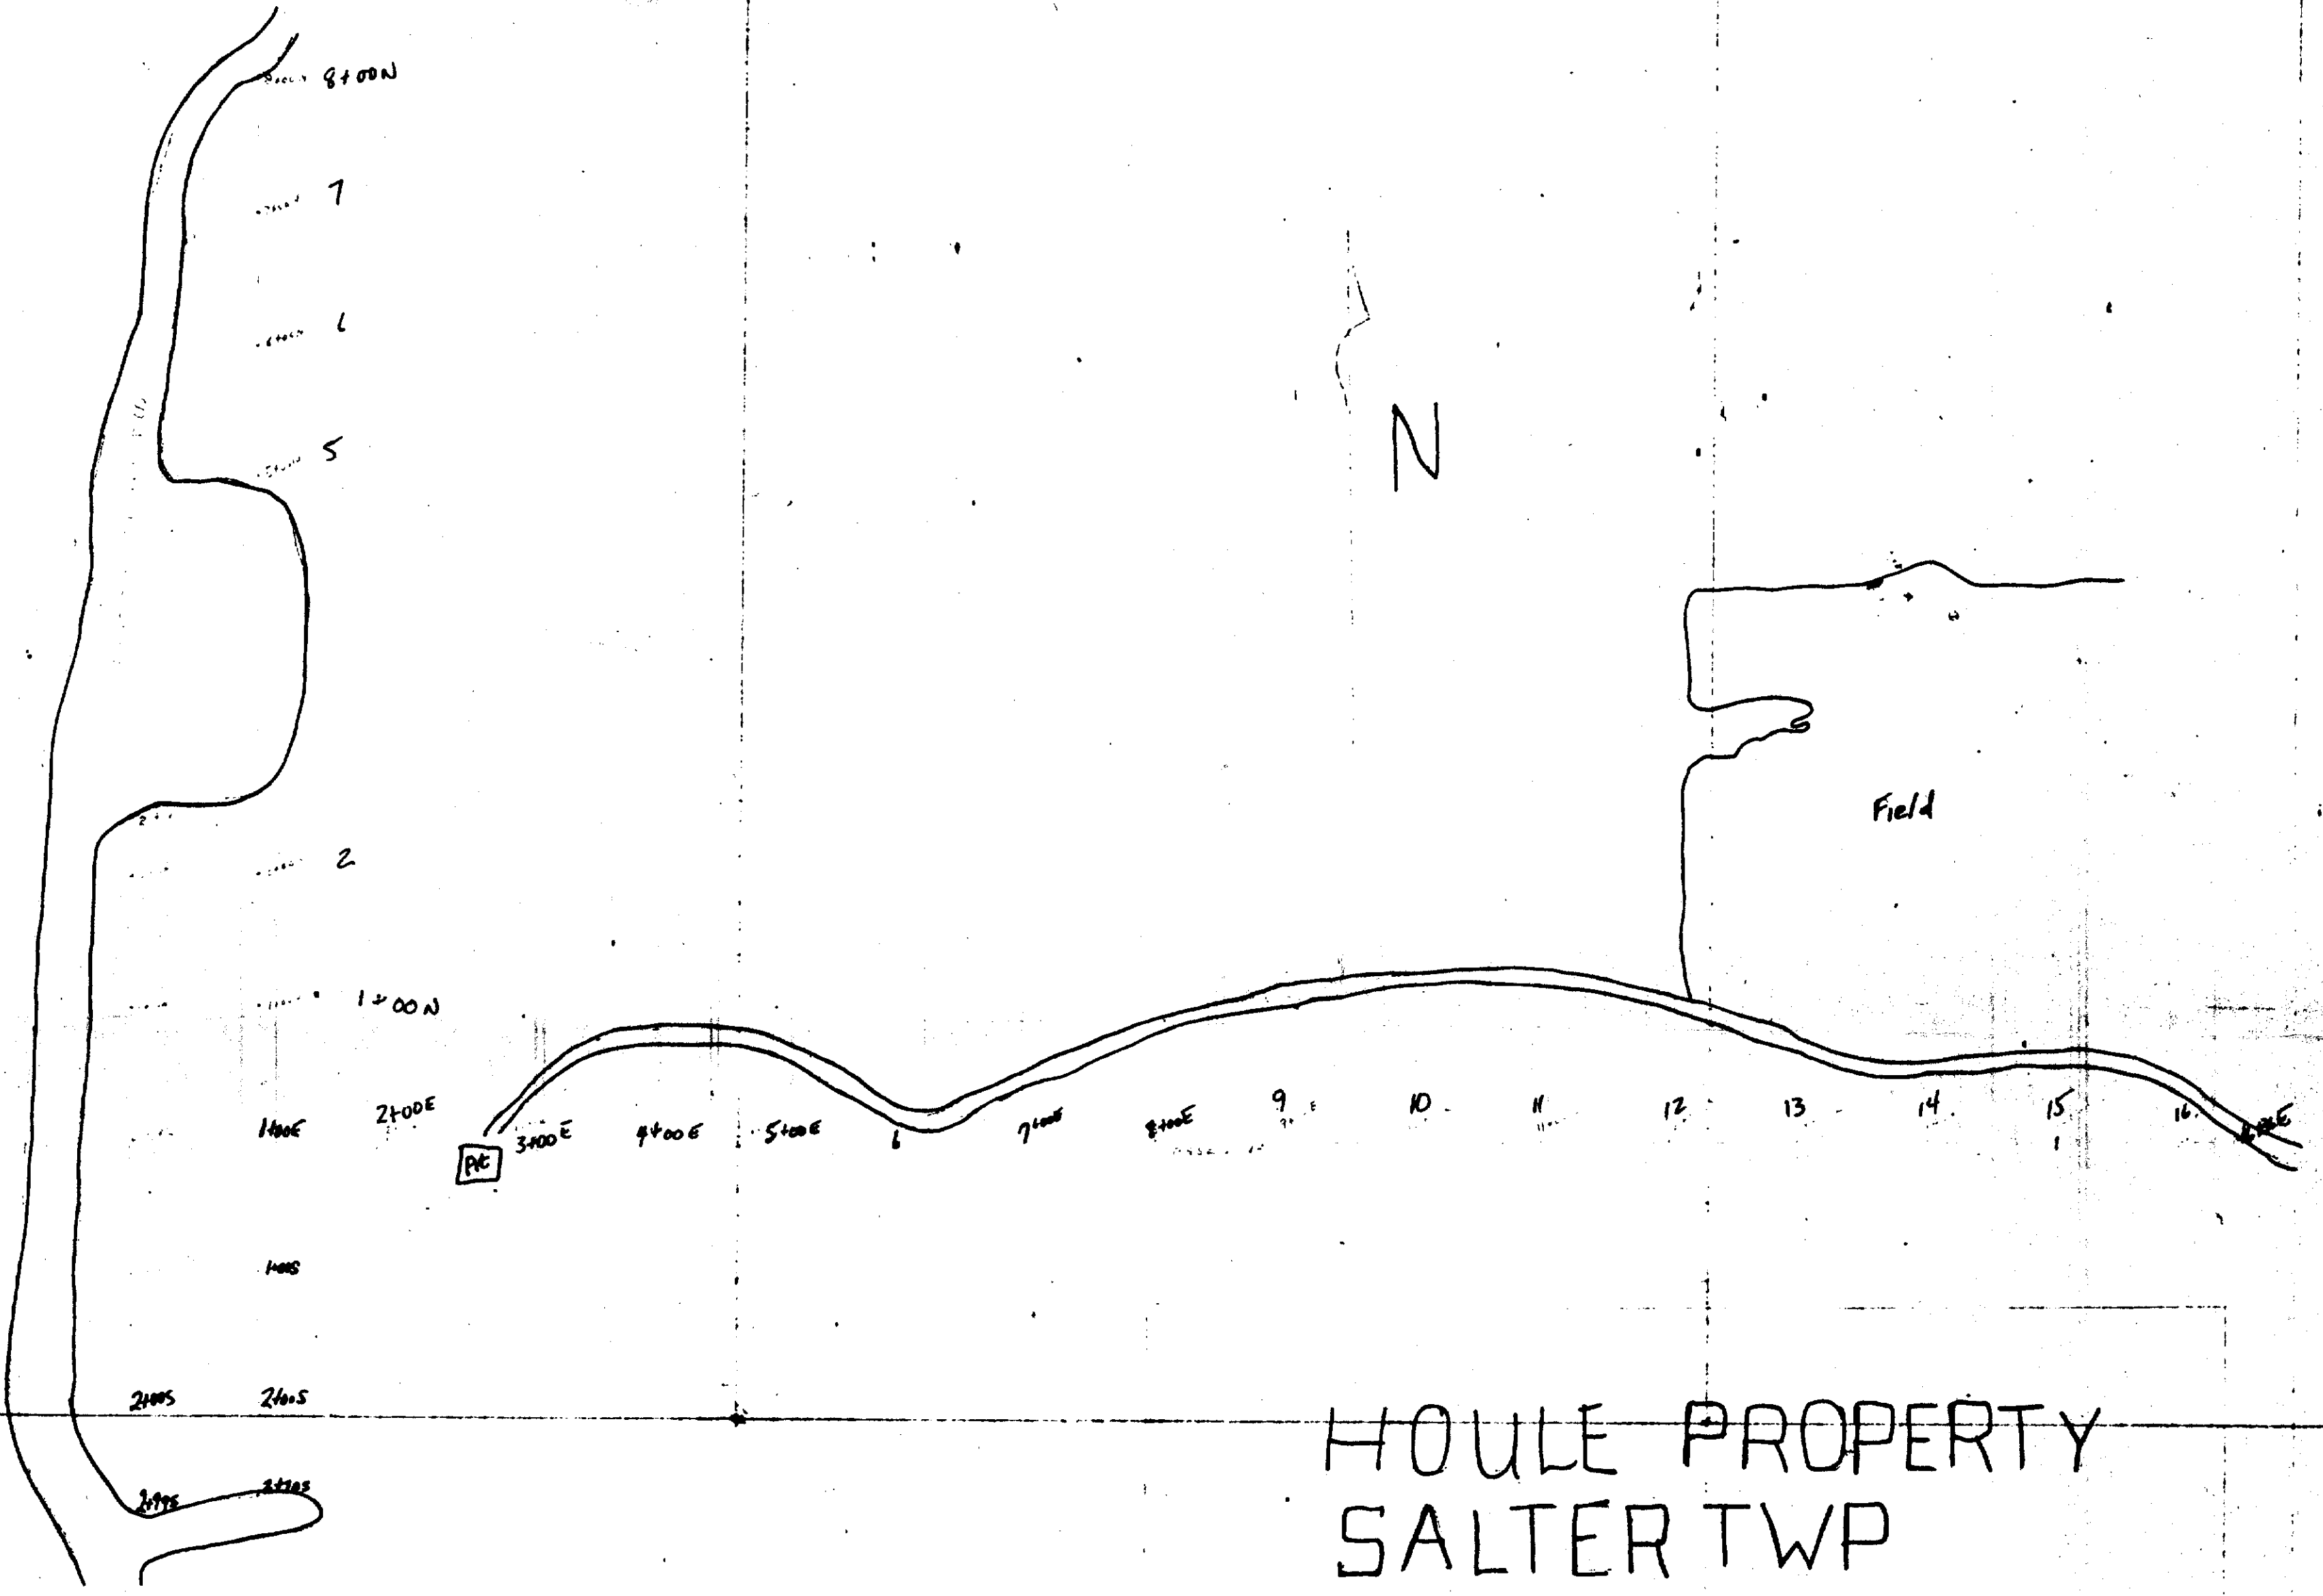 8+00N
7
6
N
5
Field
2
1+00N
1+00E 2+00E 3+00E 4+00E 5+00E 6 7+00E 8+00E 9 10 11 12 13 14 15 16
Pit
1+00S
2+00S 2+00S
HOULE PROPERTY
SALTER TWP